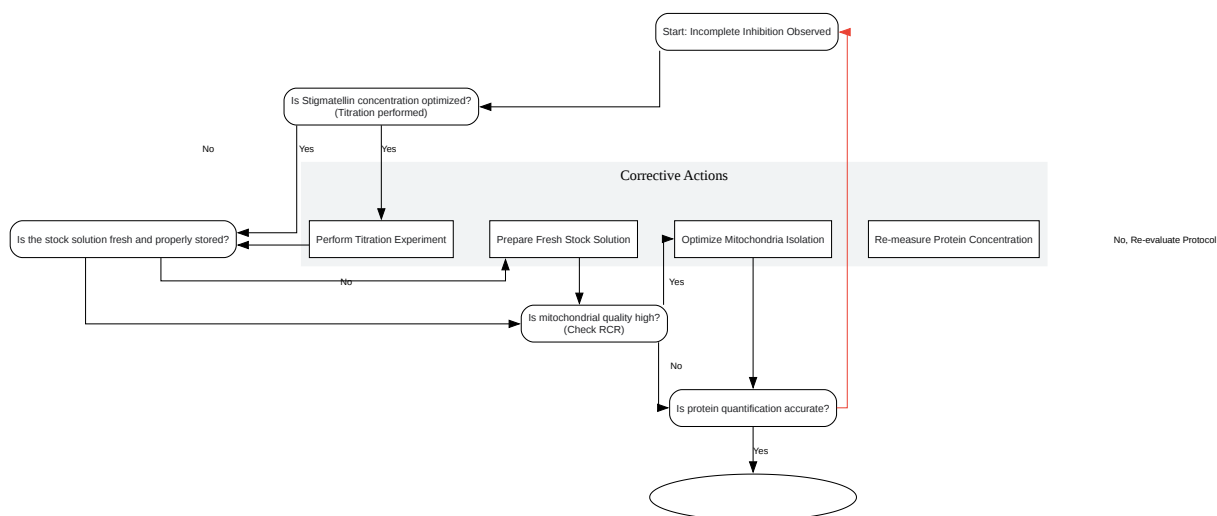 Start: Incomplete Inhibition Observed
Is Stigmatellin concentration optimized?
(Titration performed)
No
Yes
Yes
Corrective Actions
Is the stock solution fresh and properly stored?
Perform Titration Experiment
Prepare Fresh Stock Solution
Optimize Mitochondria Isolation
Re-measure Protein Concentration
No, Re-evaluate Protocol
No
Yes
Is mitochondrial quality high?
(Check RCR)
No
Is protein quantification accurate?
Yes